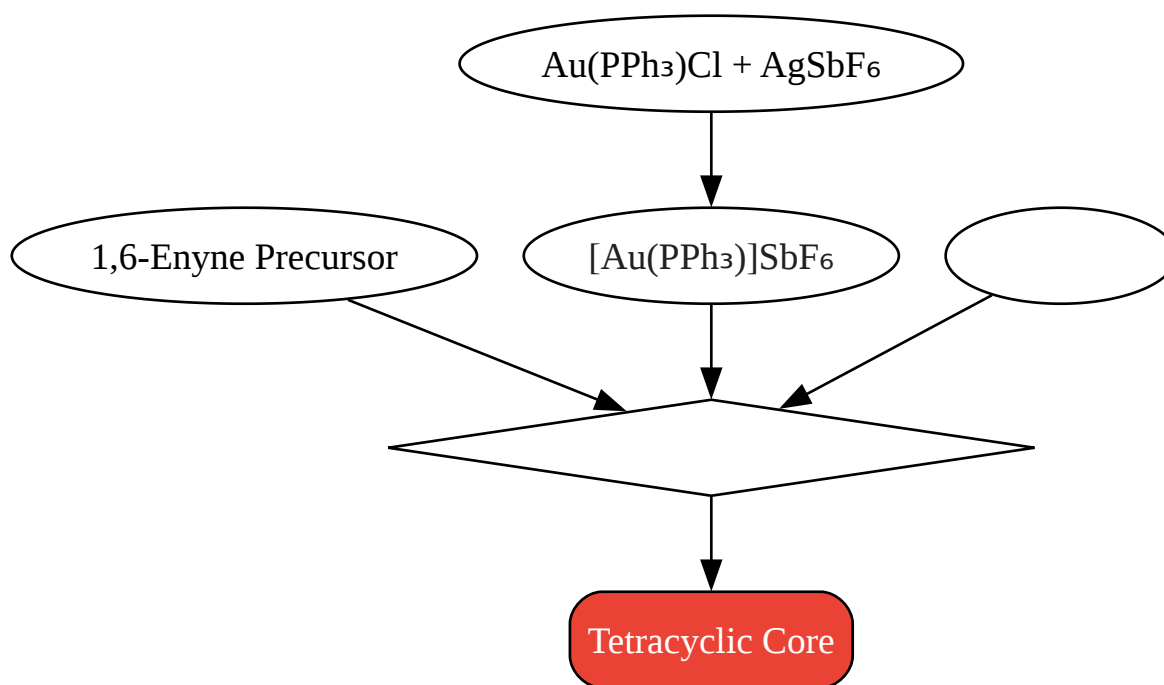 Au(PPh₃)Cl + AgSbF₆
1,6-Enyne Precursor
[Au(PPh₃)]SbF₆
Tetracyclic Core